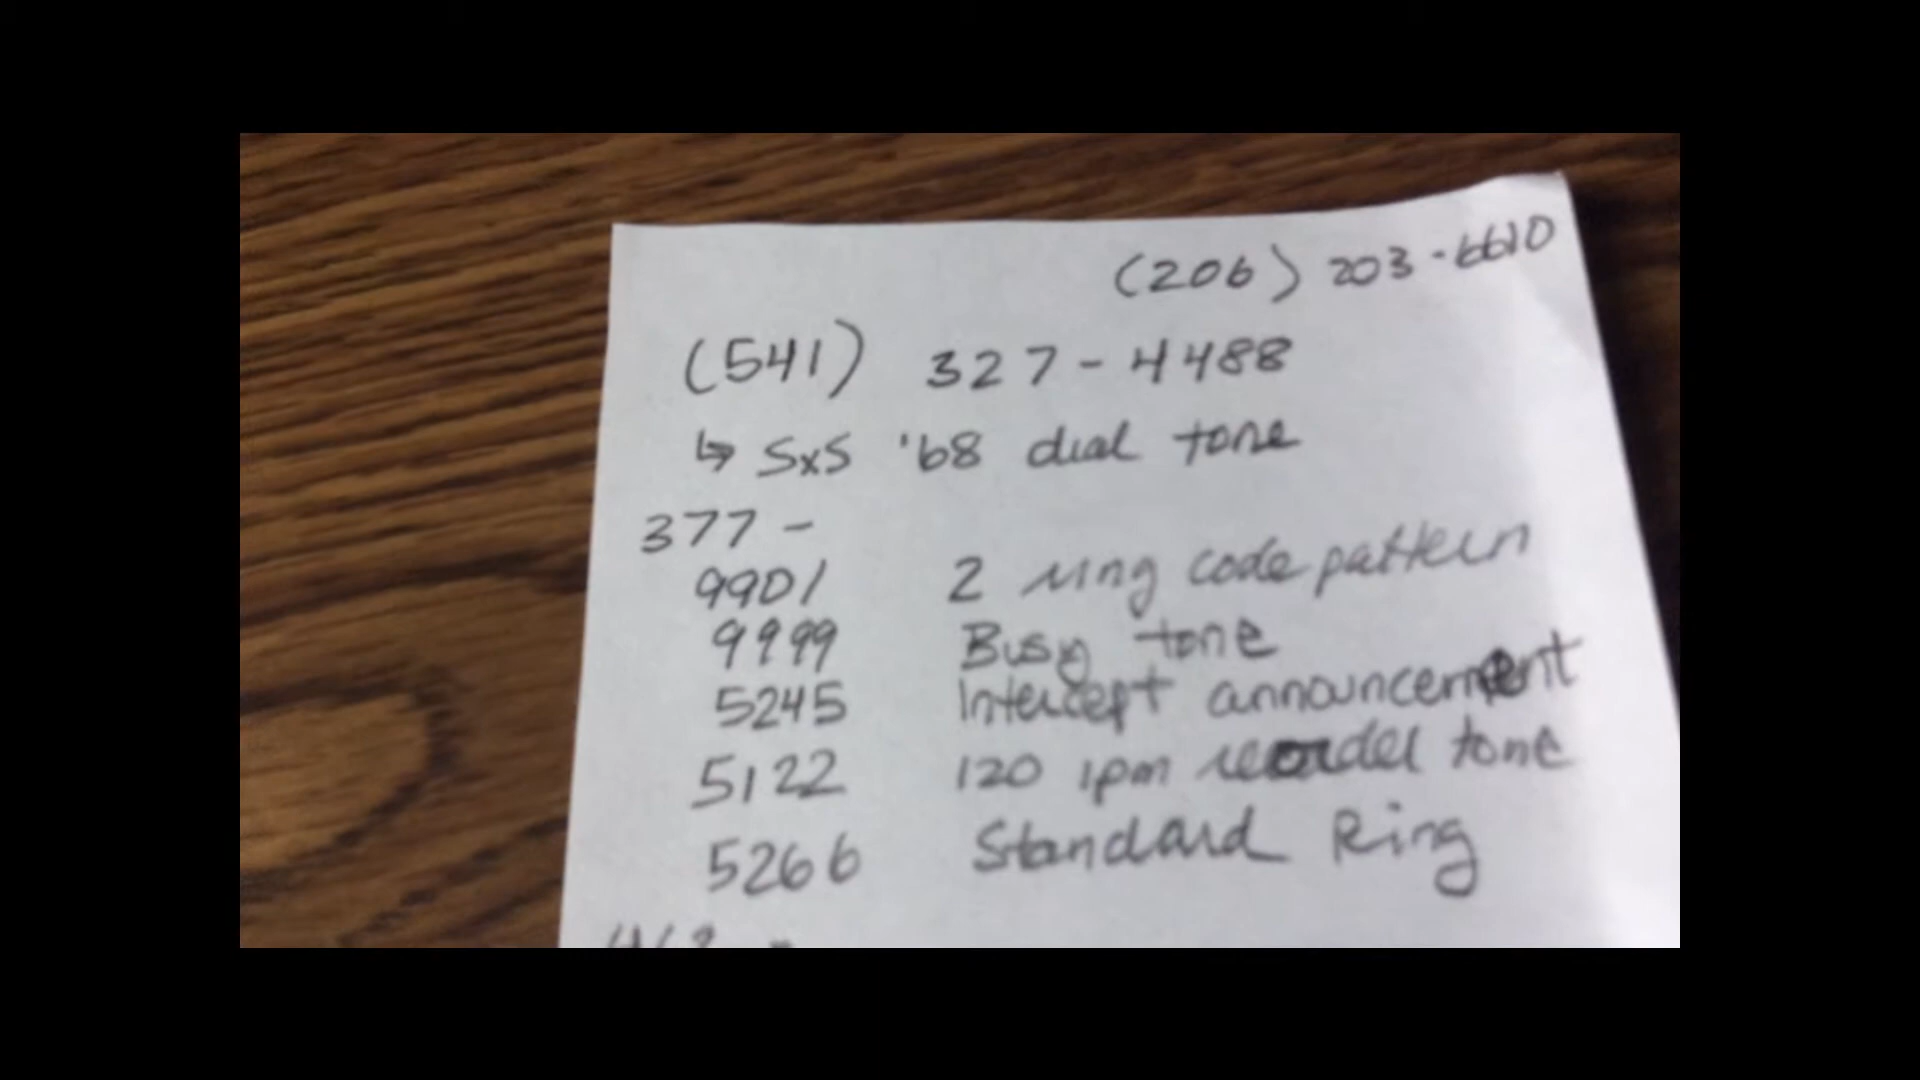 (206) 203-6610
(541) 327-4488
↳ SxS '68 dial tone
377-
9901 2 ring code pattern
9999 Busy tone
5245 Intercept announcement
5122 120 ipm reorder tone
5266 Standard Ring